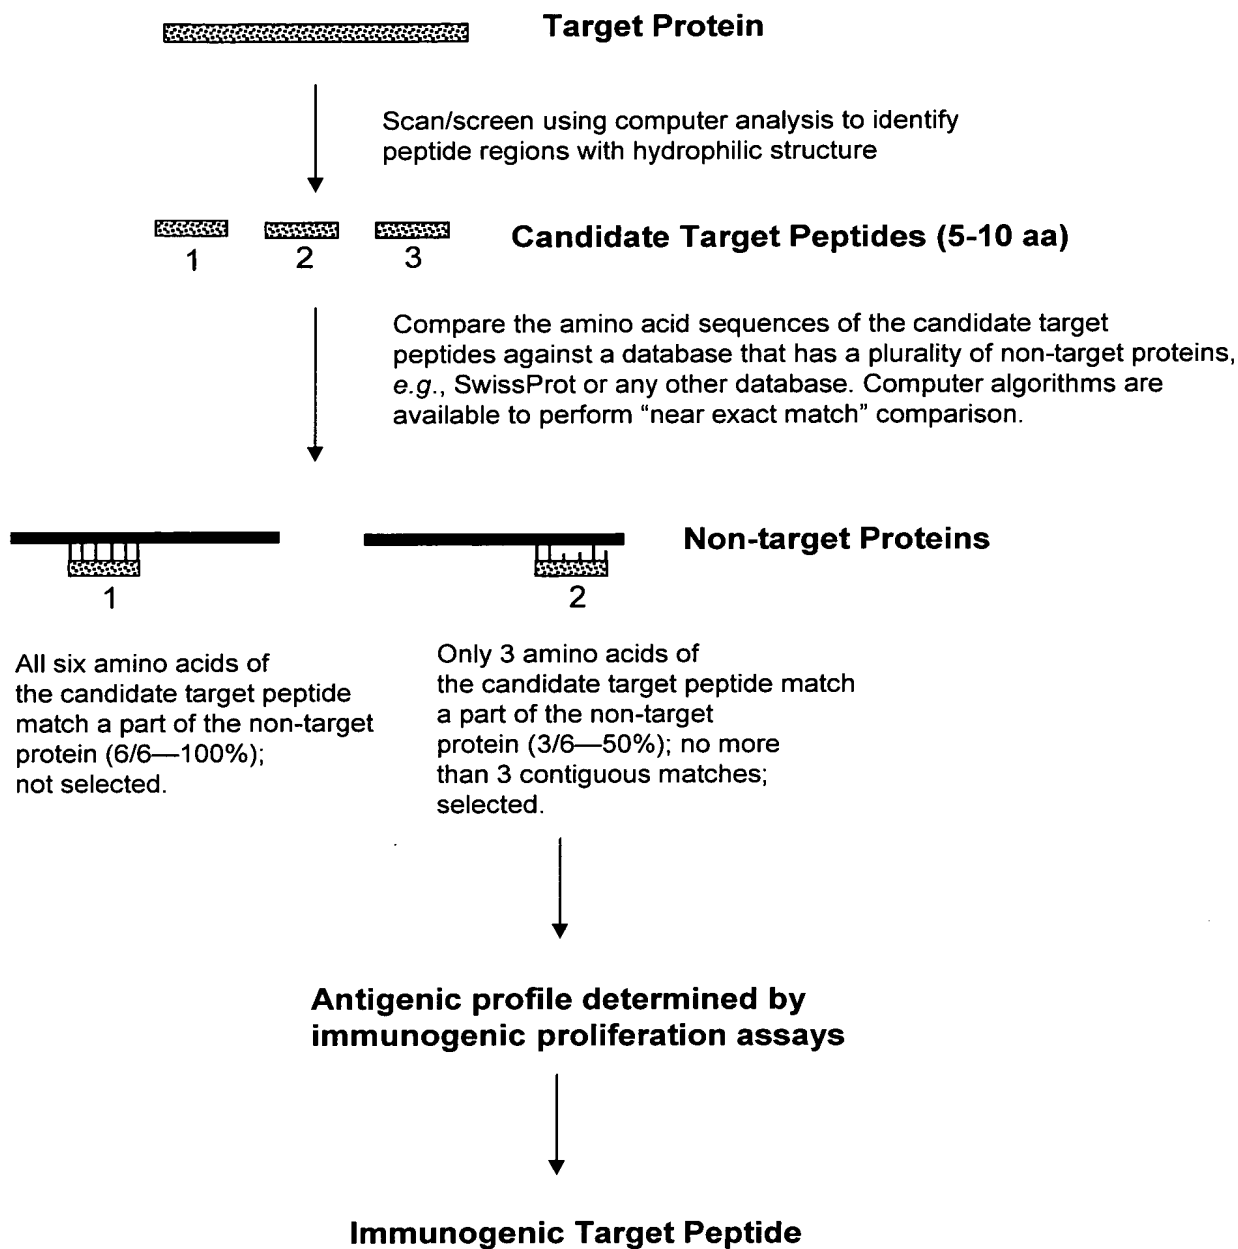 Target Protein
Scan/screen using computer analysis to identify
peptide regions with hydrophilic structure
1 2 3
Candidate Target Peptides (5-10 aa)
Compare the amino acid sequences of the candidate target
peptides against a database that has a plurality of non-target proteins,
e.g., SwissProt or any other database. Computer algorithms are
available to perform “near exact match” comparison.
Non-target Proteins
1
2
All six amino acids of
the candidate target peptide
match a part of the non-target
protein (6/6—100%);
not selected.
Only 3 amino acids of
the candidate target peptide match
a part of the non-target
protein (3/6—50%); no more
than 3 contiguous matches;
selected.
Antigenic profile determined by
immunogenic proliferation assays
Immunogenic Target Peptide